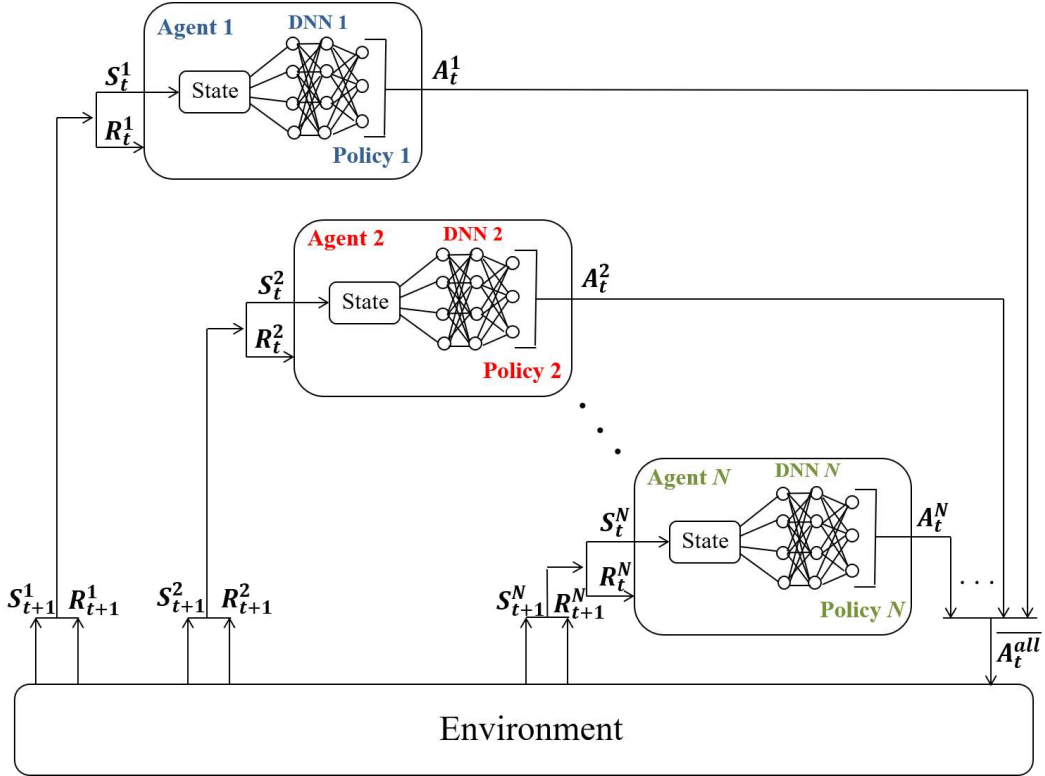 Agent 1
DNN 1
S_t^1
State
A_t^1
R_t^1
Policy 1
Agent 2
DNN 2
S_t^2
State
A_t^2
R_t^2
Policy 2
. . .
Agent N
DNN N
S_t^N
State
A_t^N
R_t^N
Policy N
. . .
S_{t+1}^1
R_{t+1}^1
S_{t+1}^2
R_{t+1}^2
S_{t+1}^N
R_{t+1}^N
\overline{A_t^{all}}
Environment